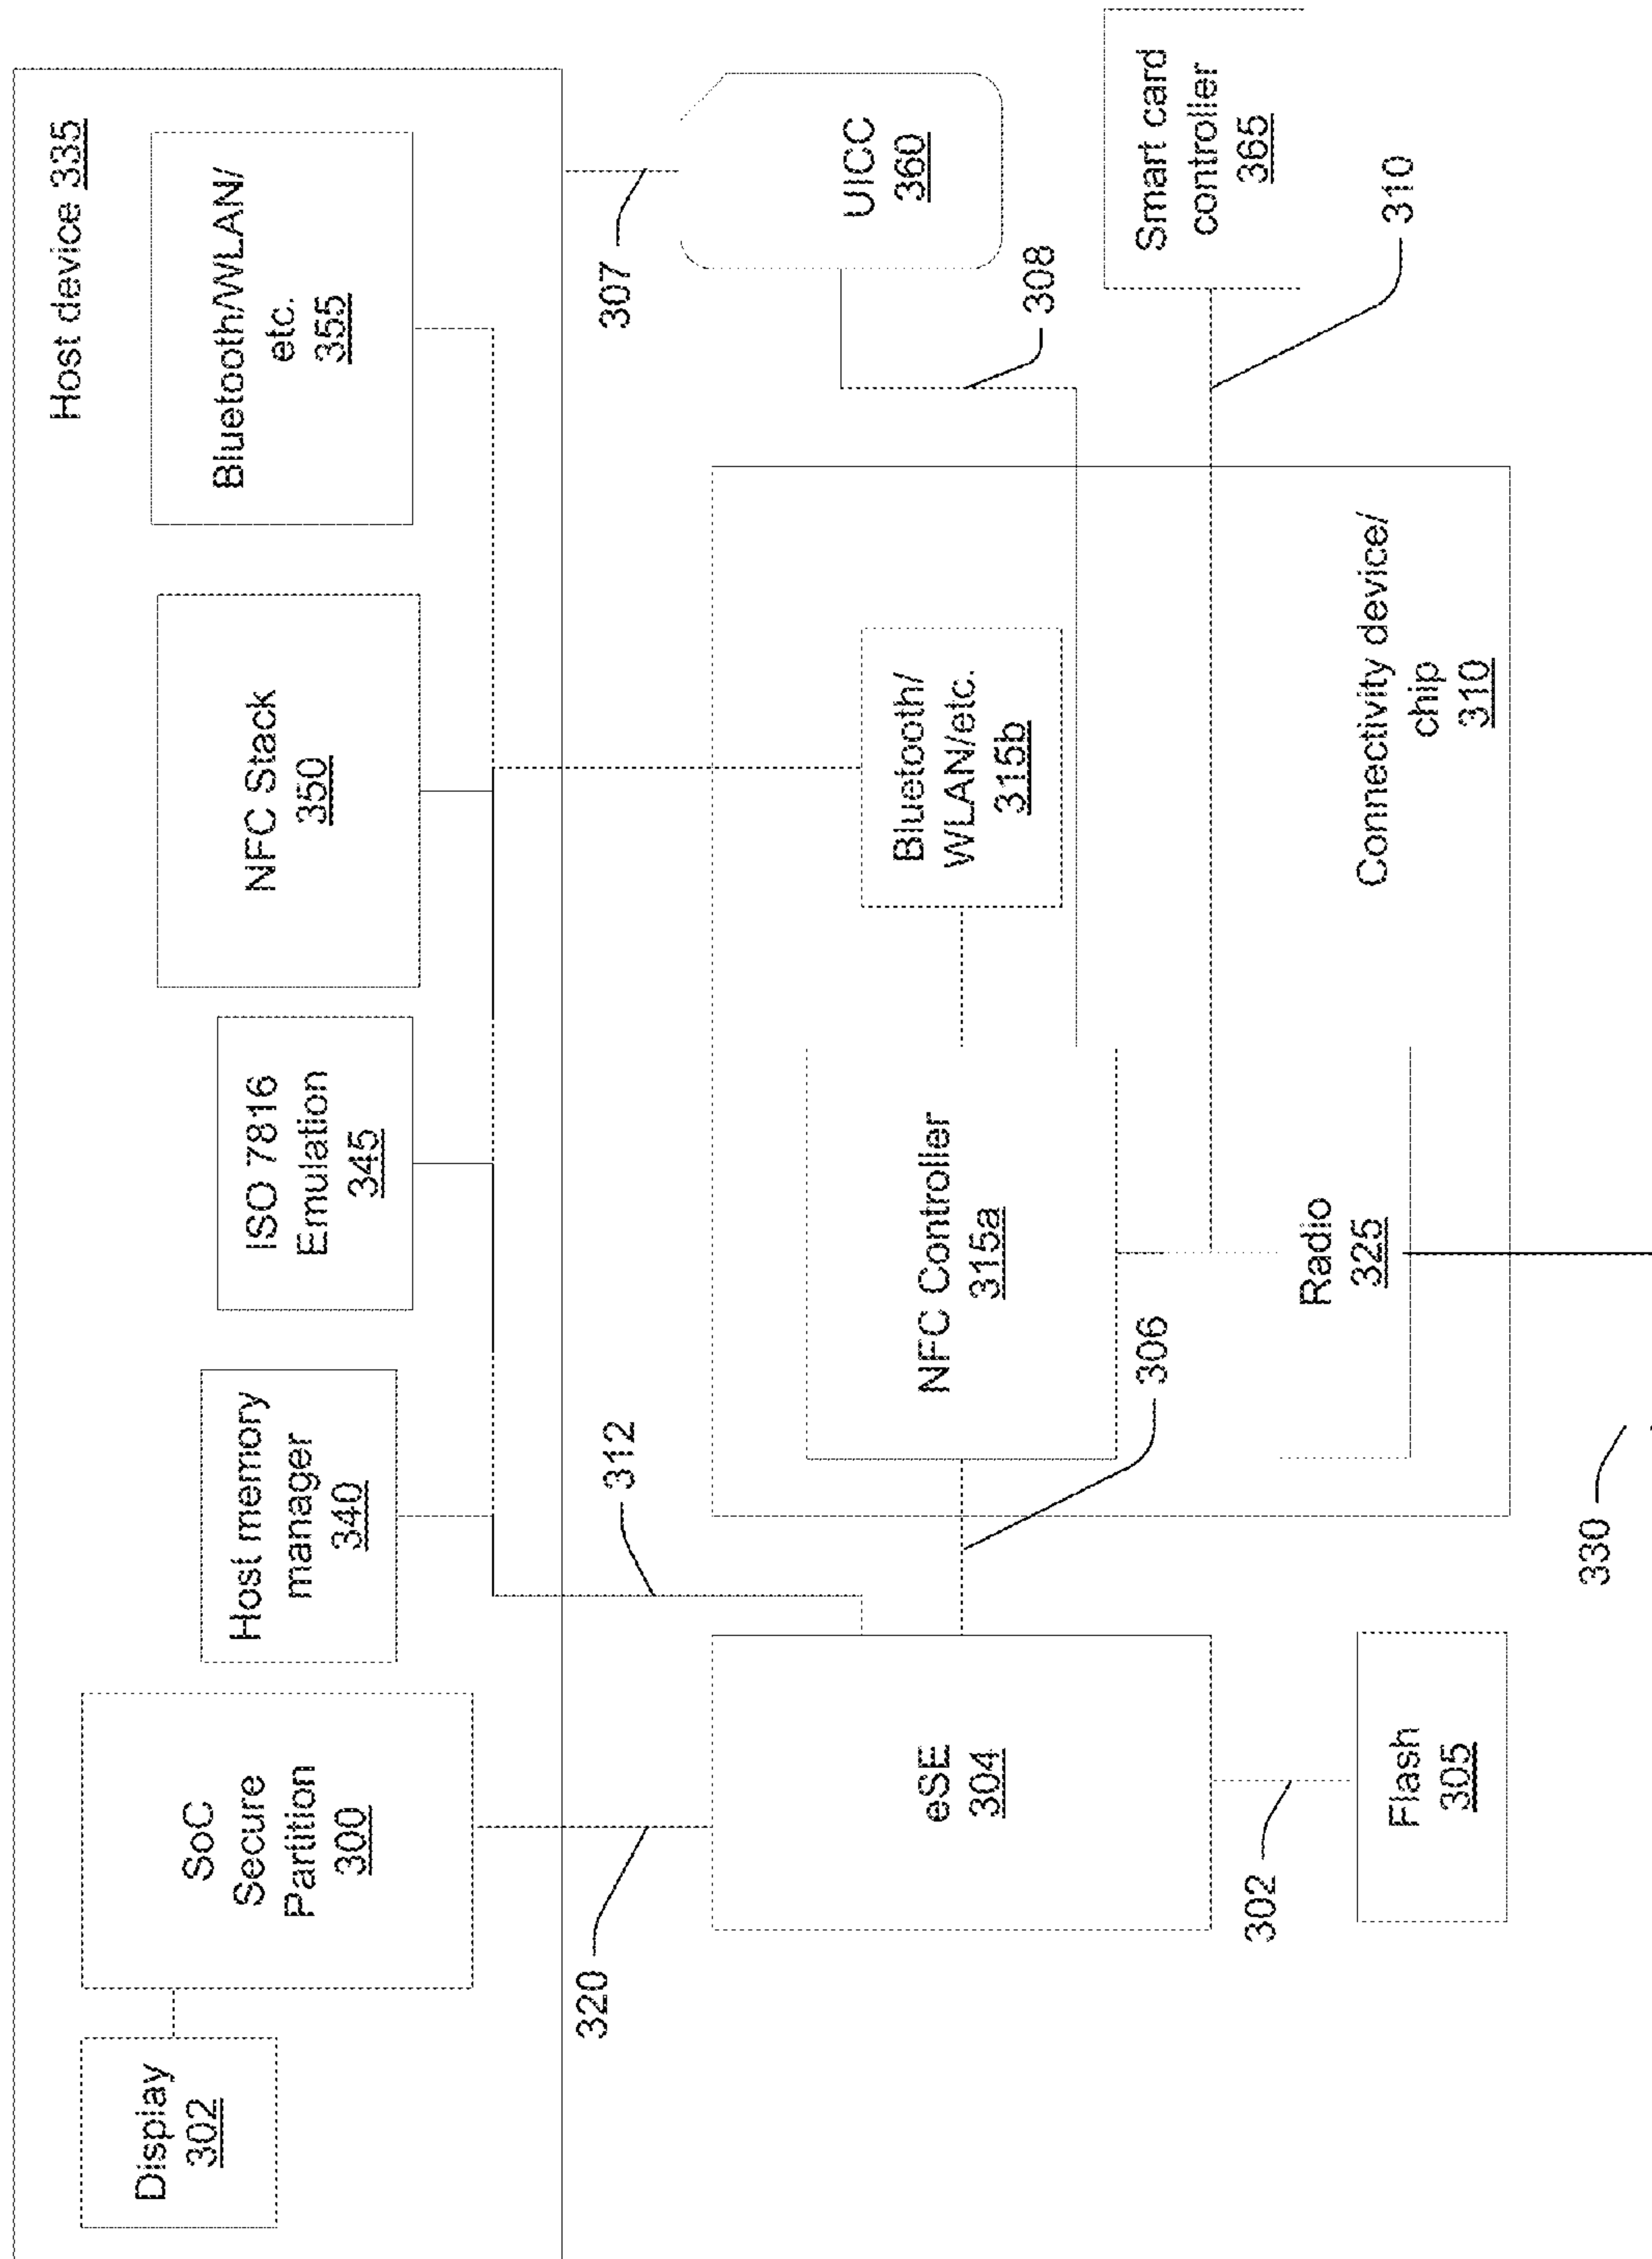 Host device 335
Display
302
SoC
Secure
Partition
300
Host memory
manager
340
ISO 7816
Emulation
345
NFC Stack
350
Bluetooth/WLAN/
etc.
355
320
312
307
eSE
304
NFC Controller
315a
Bluetooth/
WLAN/etc.
315b
UICC
360
308
306
302
Flash
305
Radio
325
Smart card
controller
365
310
Connectivity device/
chip
310
330